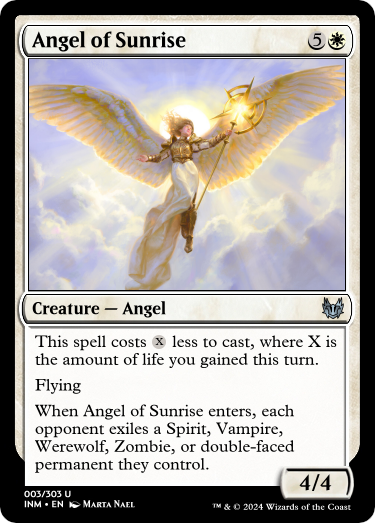 Angel of Sunrise 5
Creature — Angel
This spell costs X less to cast, where X is
the amount of life you gained this turn.
Flying
When Angel of Sunrise enters, each
opponent exiles a Spirit, Vampire,
Werewolf, Zombie, or double-faced
permanent they control.
4/4
003/303 U
INM • EN Marta Nael ™ & © 2024 Wizards of the Coast